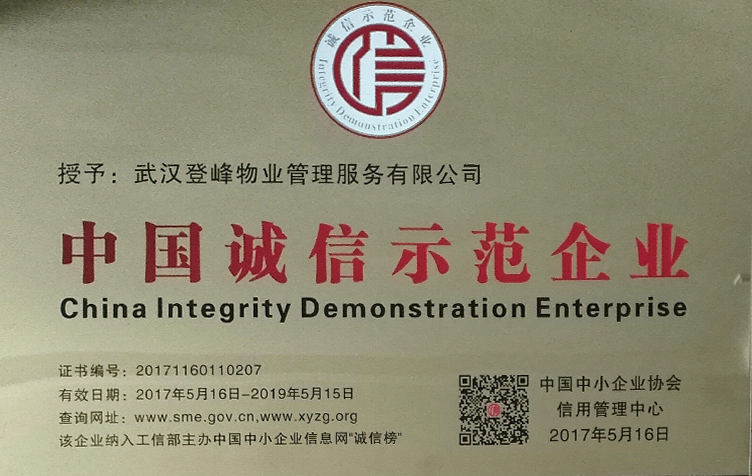 诚信示范企业
信
Integrity Demonstration Enterprise
授予：武汉登峰物业管理服务有限公司
中国诚信示范企业
China Integrity Demonstration Enterprise
证书编号：20171160110207
有效日期：2017年5月16日-2019年5月15日
查询网址：www.sme.gov.cn,www.xyzg.org
该企业纳入工信部主办中国中小企业信息网"诚信榜"
中国中小企业协会
信用管理中心
2017年5月16日